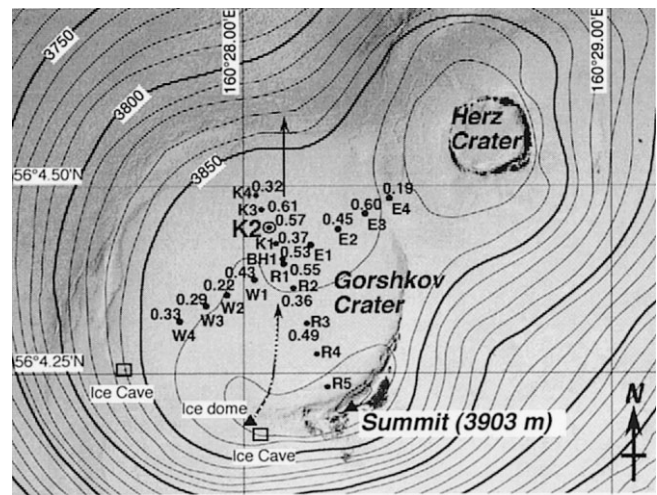 3750
160°28.00'E
160°29.00'E
3800
Herz
Crater
3850
56°4.50'N
K4
0.32
0.19
K3
0.61
0.60
E4
K2
0.57
0.45
E3
K1
0.37
E2
BH1
0.53
E1
R1
0.55
0.43
Gorshkov
Crater
0.22
W1
R2
0.29
W2
0.36
0.33
W3
R3
W4
0.49
R4
56°4.25'N
R5
Ice Cave
Ice dome
Summit (3903 m)
Ice Cave
N